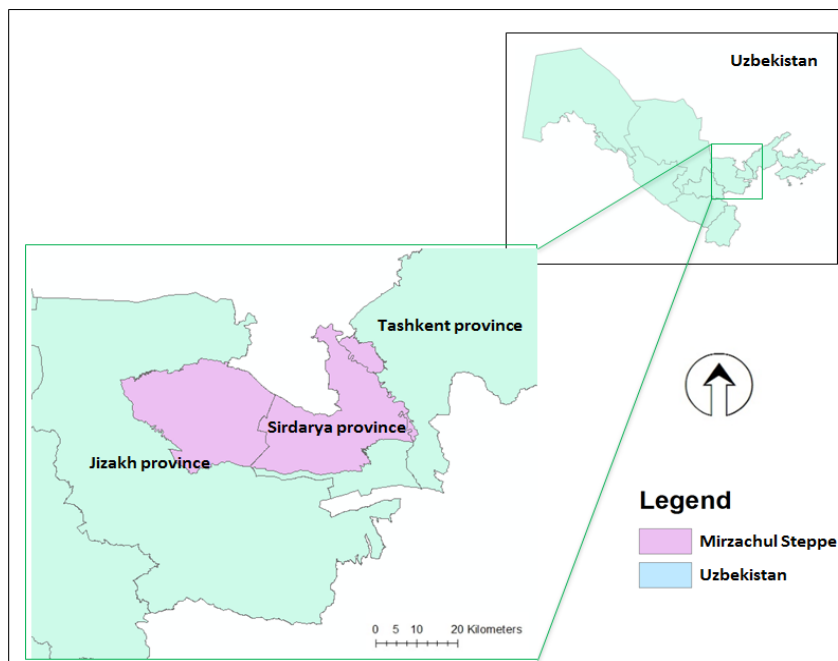 Uzbekistan
Tashkent province
Sirdarya province
Jizakh province
Legend
Mirzachul Steppe
Uzbekistan
0 5 10 20 Kilometers